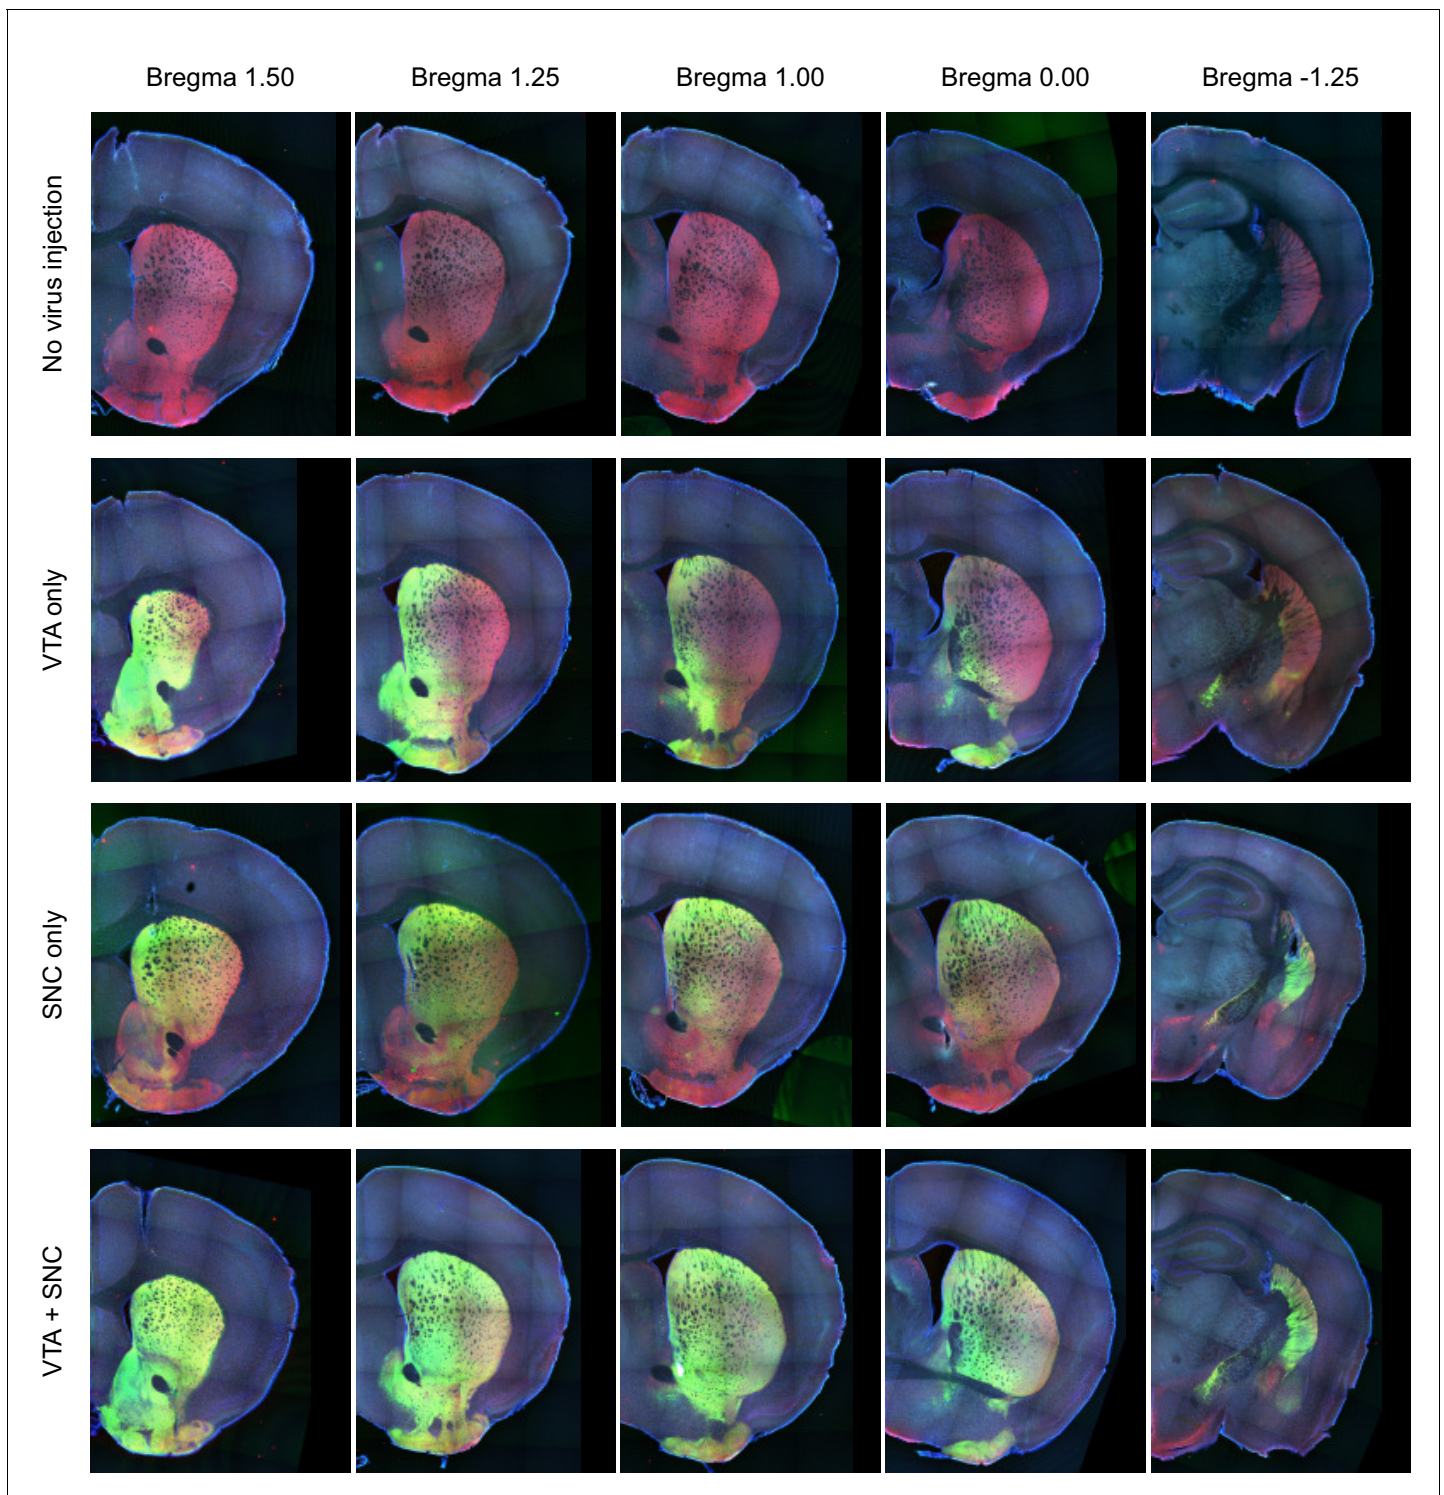 Bregma 1.50
Bregma 1.25
Bregma 1.00
Bregma 0.00
Bregma -1.25
No virus injection
VTA only
SNC only
VTA + SNC